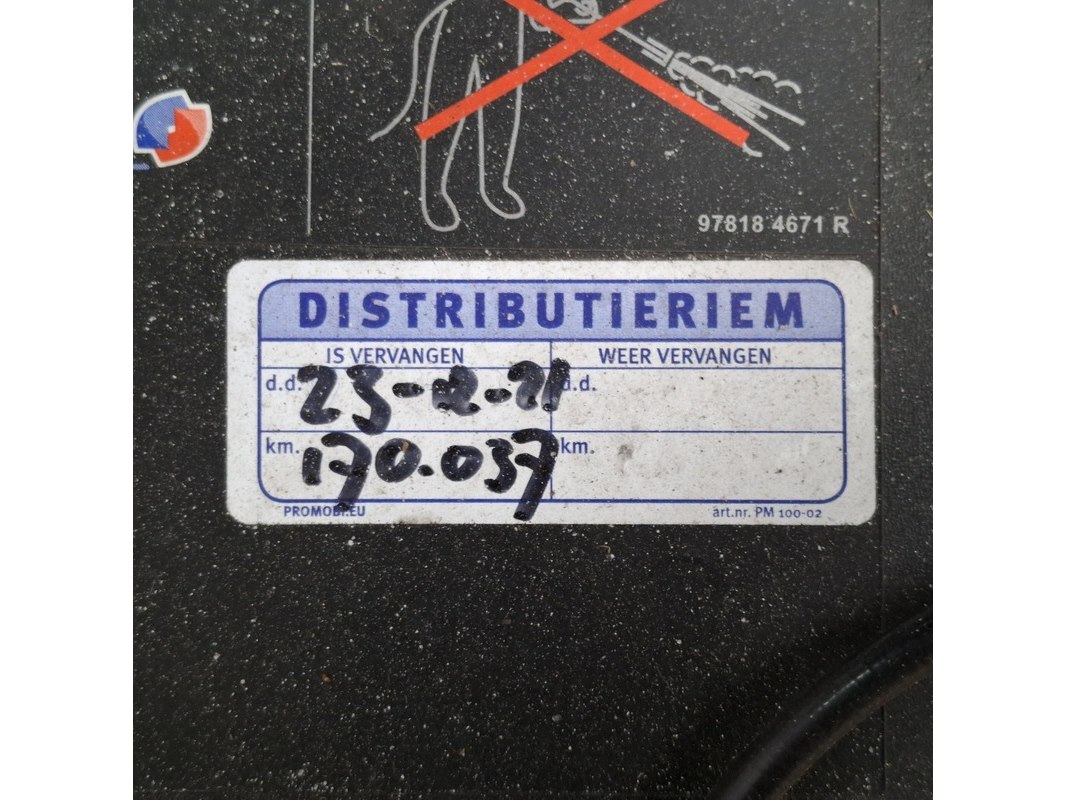 97818 4671 R
DISTRIBUTIERIEM
IS VERVANGEN WEER VERVANGEN
d.d. 23-12-21 d.d.
km. 170.037 km.
PROMOBI.EU art.nr. PM 100-02